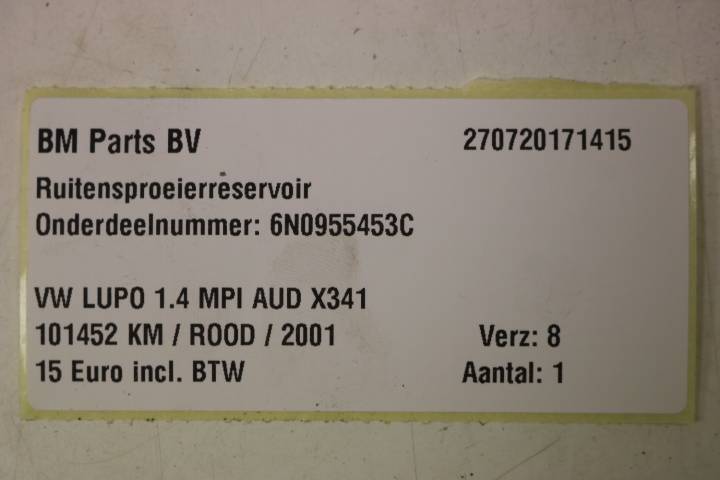 BM Parts BV 270720171415
Ruitensproeierreservoir
Onderdeelnummer: 6N0955453C
VW LUPO 1.4 MPI AUD X341
101452 KM / ROOD / 2001 Verz: 8
15 Euro incl. BTW Aantal: 1